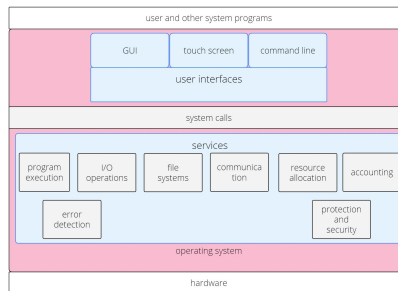 user and other system programs
GUI
touch screen
command line
user interfaces
system calls
services
program
execution
I/O
operations
file
systems
communica
tion
resource
allocation
accounting
error
detection
protection
and
security
operating system
hardware